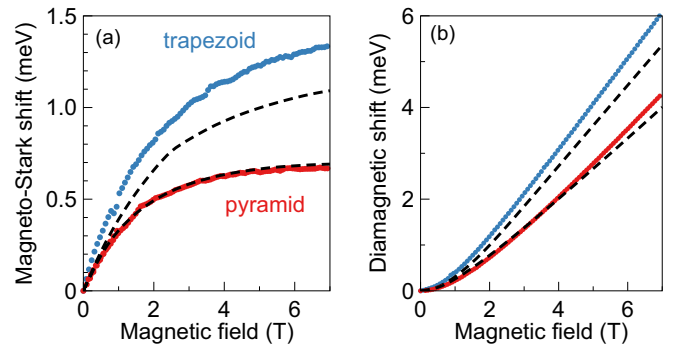 (a)
trapezoid
pyramid
Magneto-Stark shift (meV)
1.5
1.0
0.5
0
0 2 4 6
Magnetic field (T)
(b)
Diamagnetic shift (meV)
6
4
2
0
0 2 4 6
Magnetic field (T)